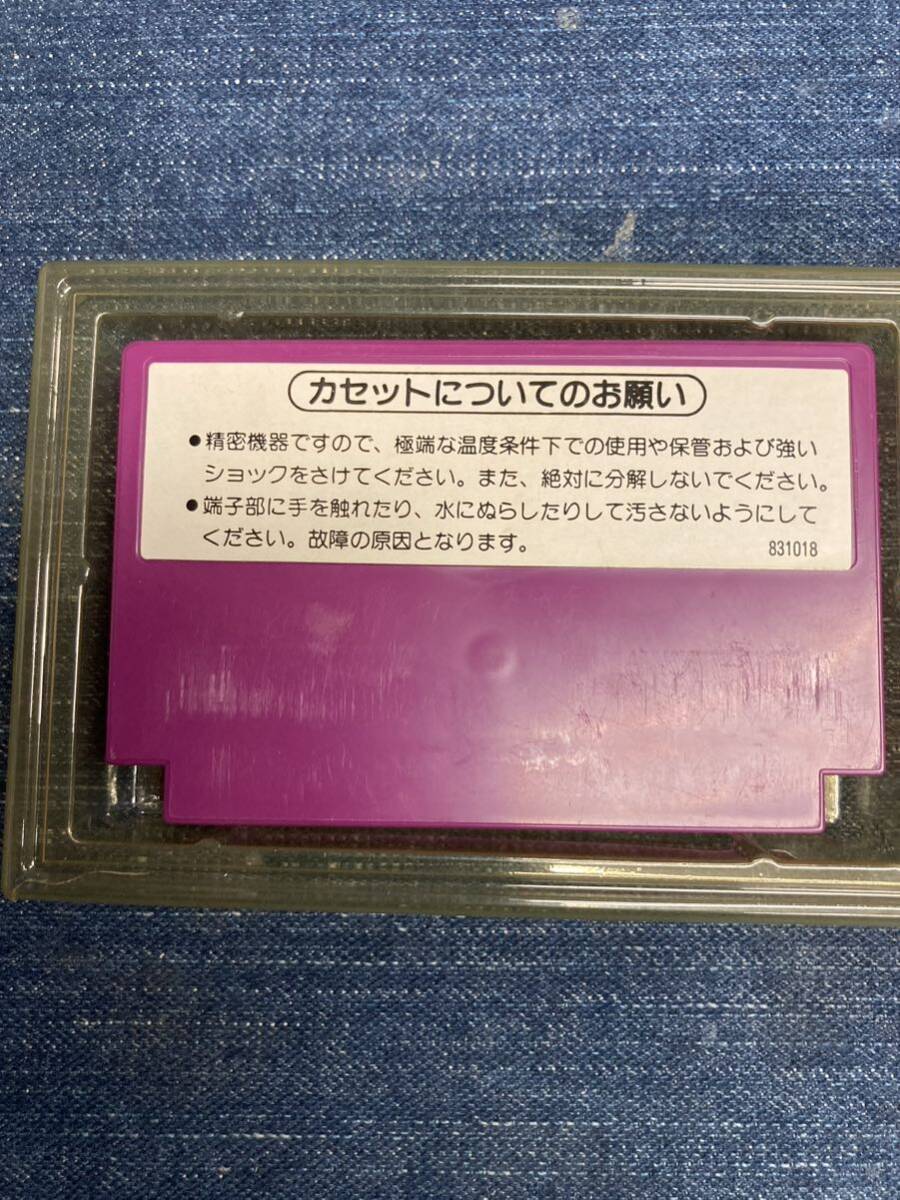 カセットについてのお願い
●精密機器ですので、極端な温度条件下での使用や保管および強い
ショックをさけてください。また、絶対に分解しないでください。
●端子部に手を触れたり、水にぬらしたりして汚さないようにして
ください。故障の原因となります。
831018